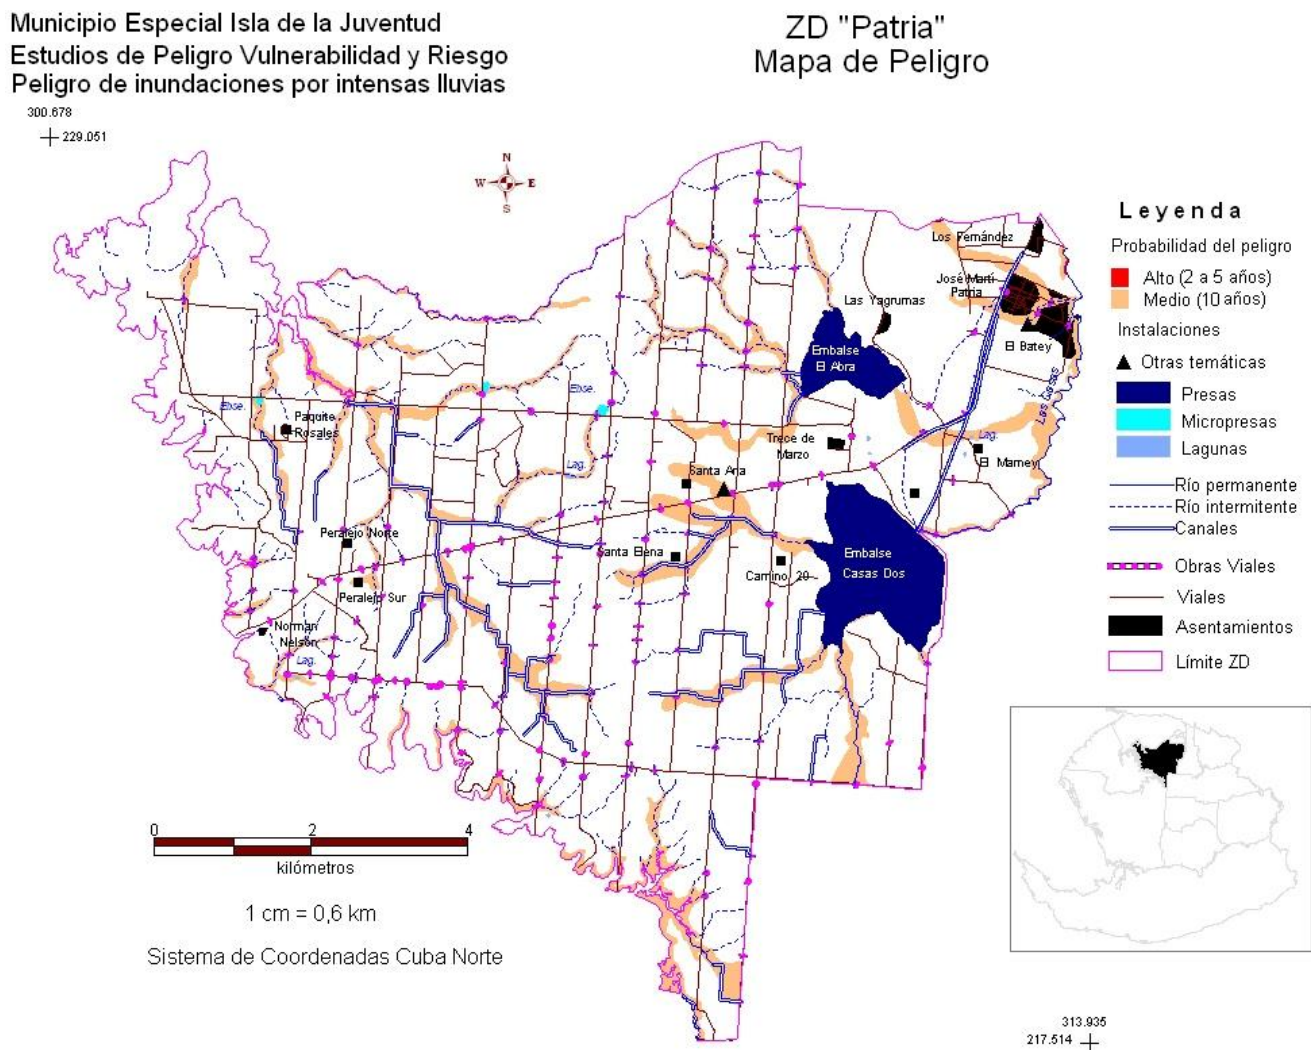 Municipio Especial Isla de la Juventud
Estudios de Peligro Vulnerabilidad y Riesgo
Peligro de inundaciones por intensas lluvias
ZD "Patria"
Mapa de Peligro
300.678
229.051
N
W E
S
Leyenda
Probabilidad del peligro
Alto (2 a 5 años)
Medio (10 años)
Instalaciones
Otras temáticas
Presas
Micropresas
Lagunas
Río permanente
Río intermitente
Canales
Obras Viales
Viales
Asentamientos
Límite ZD
Los Fernández
José Martí
Patria
Las Yagrumas
El Batey
Embalse
El Abra
Las Casas
Ebse.
Ebse.
Paquito
Rosales
Trece de
Marzo
Lag.
El Mamey
Lag.
Santa Ana
Peralejo Norte
Santa Elena
Embalse
Casas Dos
Camino 20
Peralejo Sur
Norman
Nelson
Lag.
0 2 4
kilómetros
1 cm = 0,6 km
Sistema de Coordenadas Cuba Norte
313.935
217.514